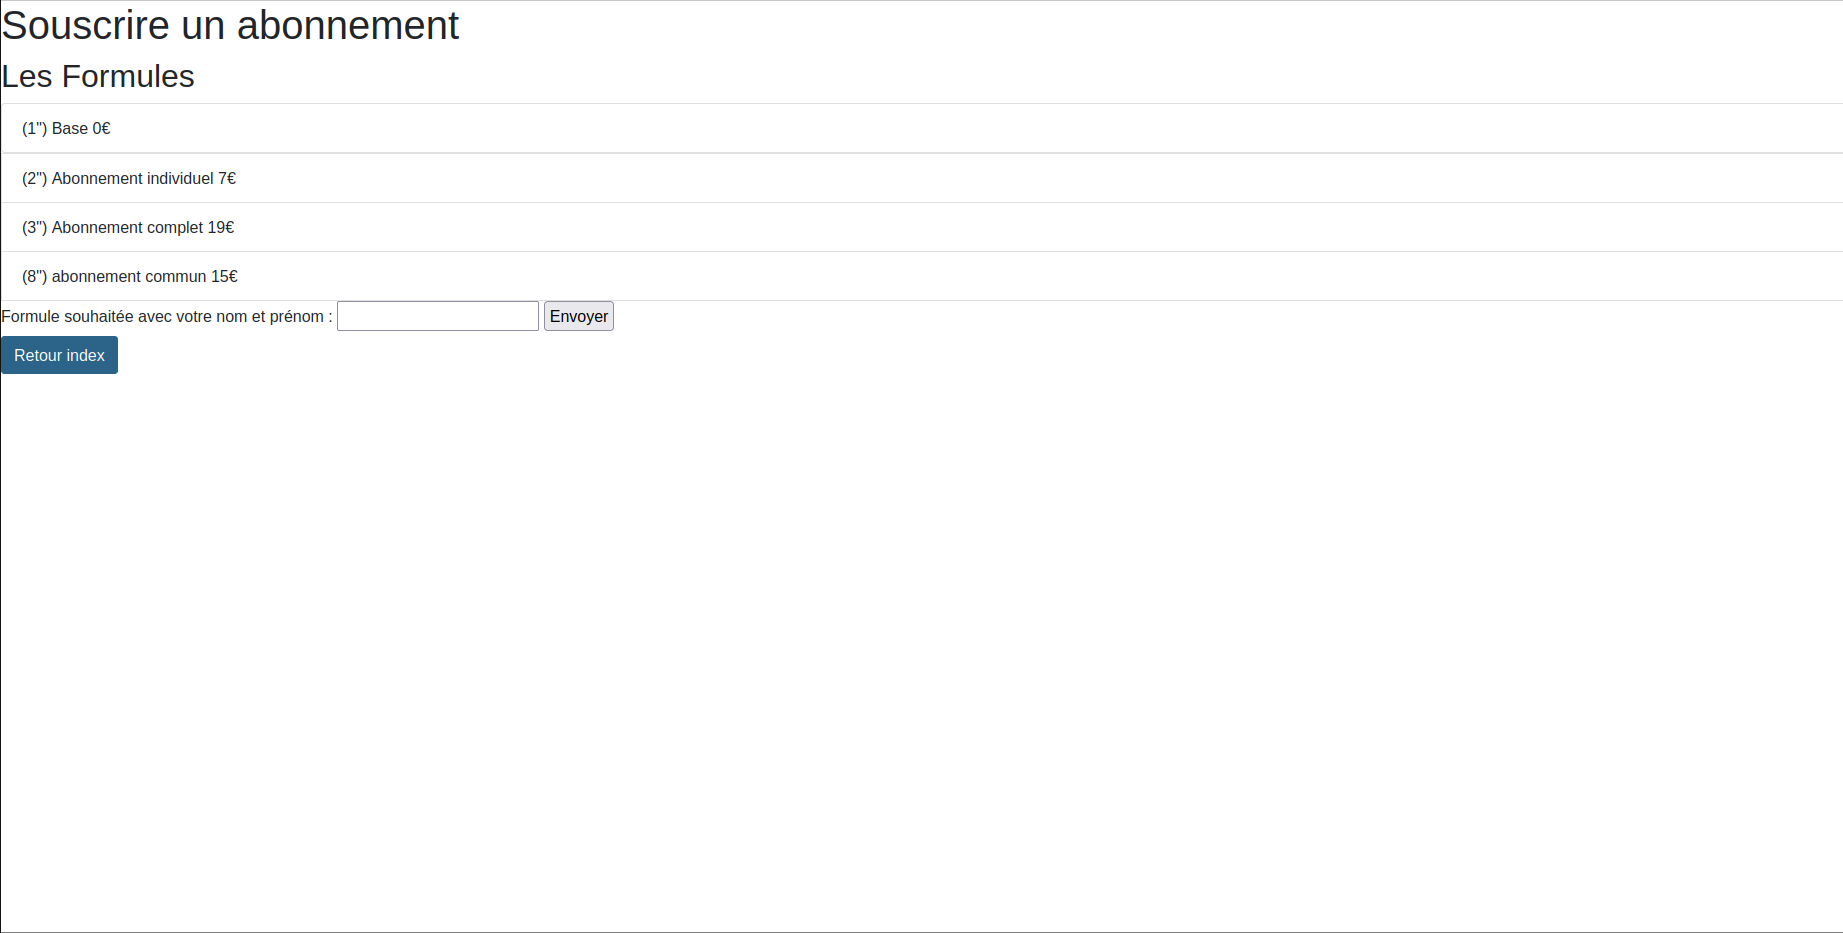 Souscrire un abonnement
Les Formules
(1") Base 0€
(2") Abonnement individuel 7€
(3") Abonnement complet 19€
(8") abonnement commun 15€
Formule souhaitée avec votre nom et prénom : Envoyer
Retour index